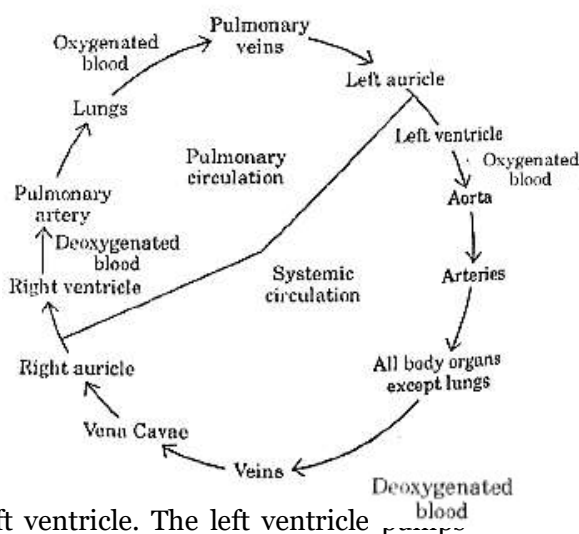 Pulmonary
veins
Oxygenated
blood
Left auricle
Lungs
Left ventricle
Pulmonary
circulation
Oxygenated
blood
Pulmonary
artery
Aorta
Deoxygenated
blood
Systemic
circulation
Arteries
Right ventricle
Right auricle
All body organs
except lungs
Vena Cavae
Veins
Deoxygenated
blood
ft ventricle. The left ventricle